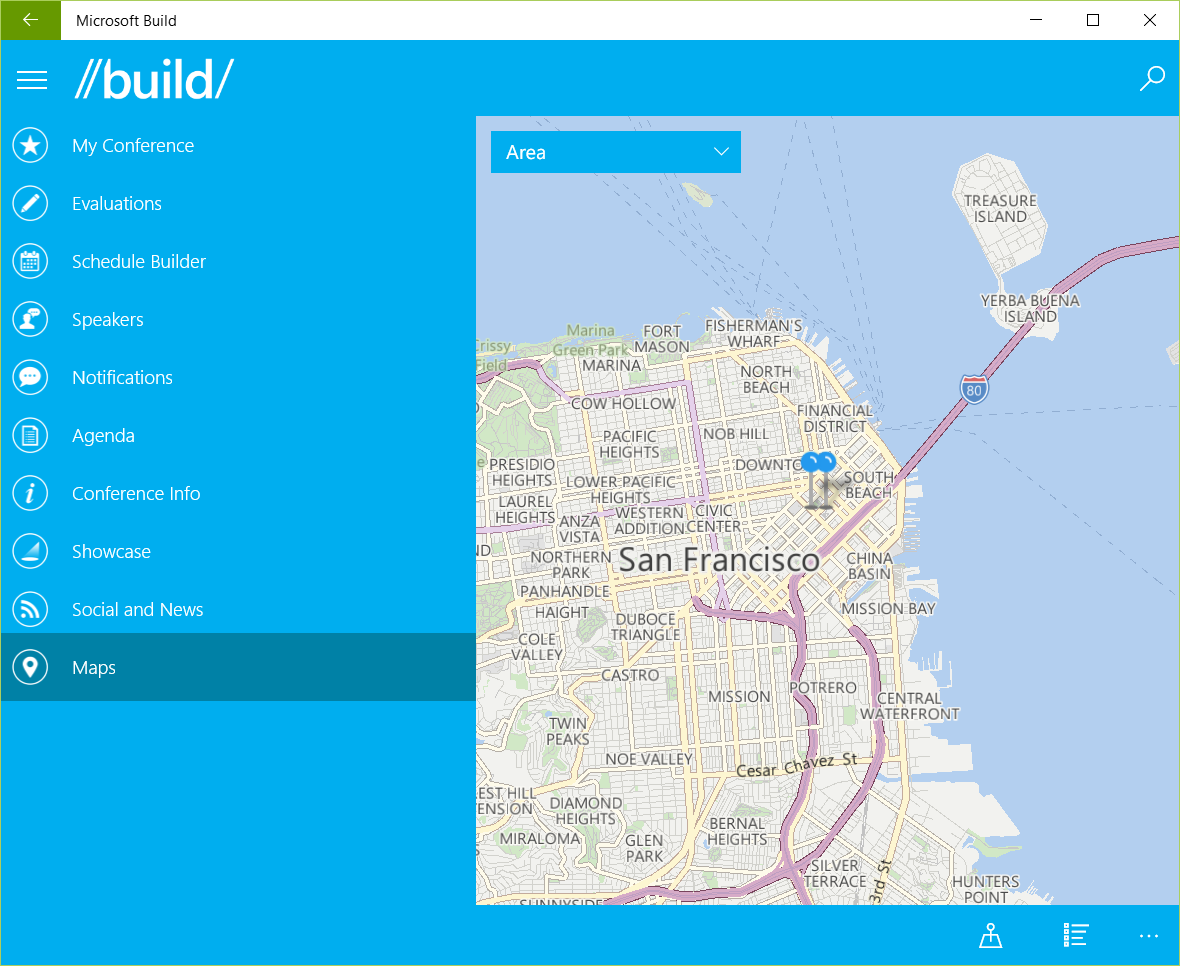 Microsoft Build
//build/
My Conference
Evaluations
Schedule Builder
Speakers
Notifications
Agenda
Conference Info
Showcase
Social and News
Maps
Area
TREASURE
ISLAND
YERBA BUENA
ISLAND
80
Marina
Green Park
FORT
MASON
FISHERMAN'S
WHARF
Crissy
Field
MARINA
NORTH
BEACH
COW HOLLOW
FINANCIAL
DISTRICT
PACIFIC
HEIGHTS
NOB HILL
PRESIDIO
HEIGHTS
DOWNTO
SOUTH
BEACH
LOWER PACIFIC
HEIGHTS
LAUREL
HEIGHTS
ANZA
VISTA
WESTERN
ADDITION
CIVIC
CENTER
ND
NORTHERN
PARK
San Francisco
CHINA
BASIN
PANHANDLE
HAIGHT
MISSION BAY
DUBOCE
TRIANGLE
COLE
VALLEY
CASTRO
MISSION
POTRERO
CENTRAL
WATERFRONT
TWIN
PEAKS
NOE VALLEY
Cesar Chavez St
EST HILL
TENSION
DIAMOND
HEIGHTS
MIRALOMA
GLEN
PARK
BERNAL
HEIGHTS
SILVER
TERRACE
3rd St
HUNTERS
POINT
SUNNYSIDE